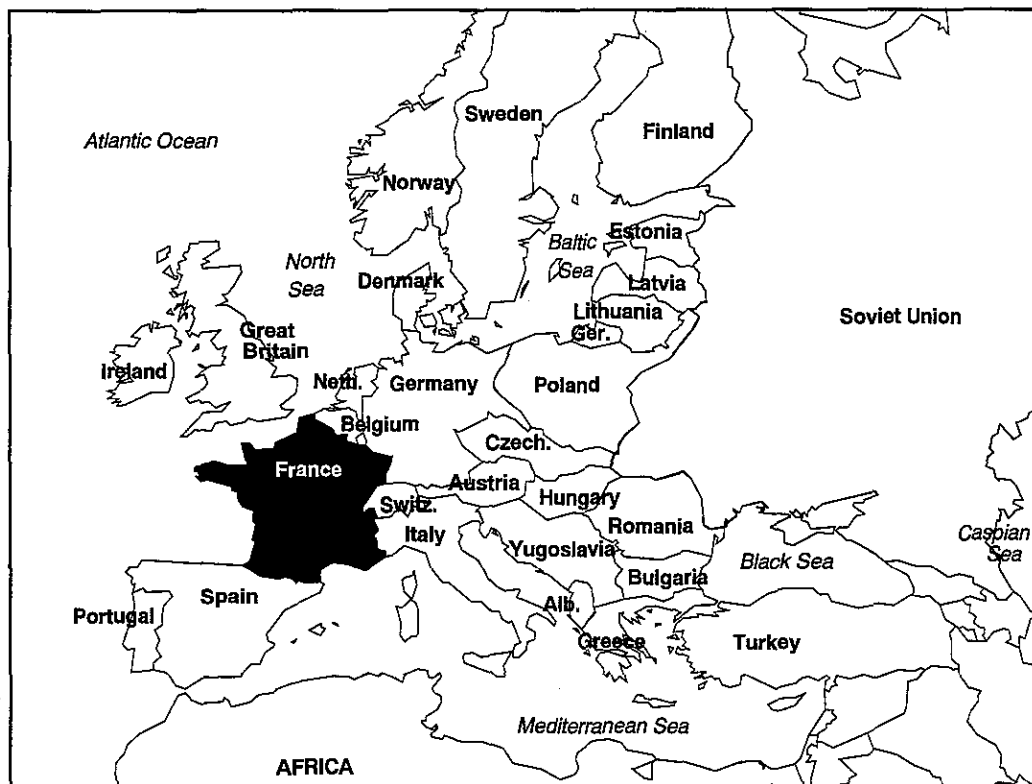 Sweden
Finland
Atlantic Ocean
Norway
Estonia
Baltic
Sea
North
Sea
Denmark
Latvia
Lithuania
Soviet Union
Great
Britain
Ger.
Ireland
Neth.
Germany
Poland
Belgium
Czech.
France
Austria
Switz.
Hungary
Italy
Romania
Caspian
Sea
Yugoslavia
Black Sea
Bulgaria
Spain
Alb.
Portugal
Greece
Turkey
Mediterranean Sea
AFRICA